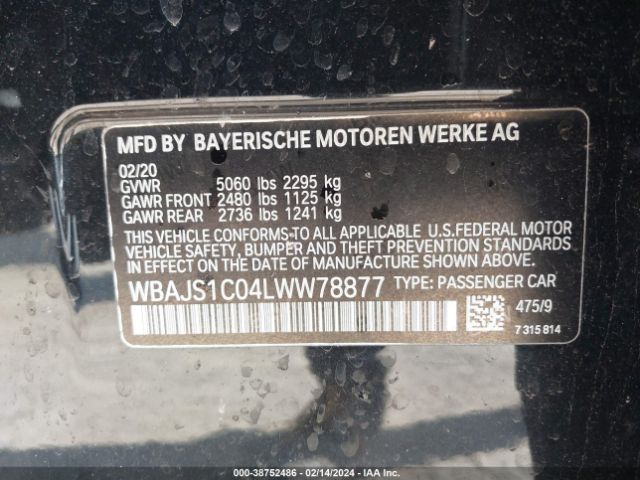 MFD BY BAYERISCHE MOTOREN WERKE AG
02/20
GVWR 5060 lbs 2295 kg
GAWR FRONT 2480 lbs 1125 kg
GAWR REAR 2736 lbs 1241 kg
THIS VEHICLE CONFORMS TO ALL APPLICABLE U.S.FEDERAL MOTOR
VEHICLE SAFETY, BUMPER AND THEFT PREVENTION STANDARDS
IN EFFECT ON THE DATE OF MANUFACTURE SHOWN ABOVE.
WBAJS1C04LWW78877 TYPE: PASSENGER CAR
475/9
7 315 814
000-38752486 - 02/14/2024 - IAA Inc.